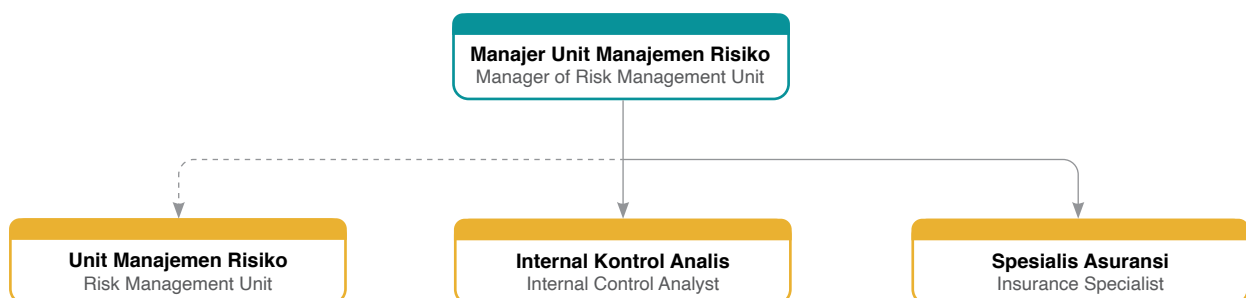 Manajer Unit Manajemen Risiko
Manager of Risk Management Unit
Unit Manajemen Risiko
Risk Management Unit
Internal Kontrol Analis
Internal Control Analyst
Spesialis Asuransi
Insurance Specialist